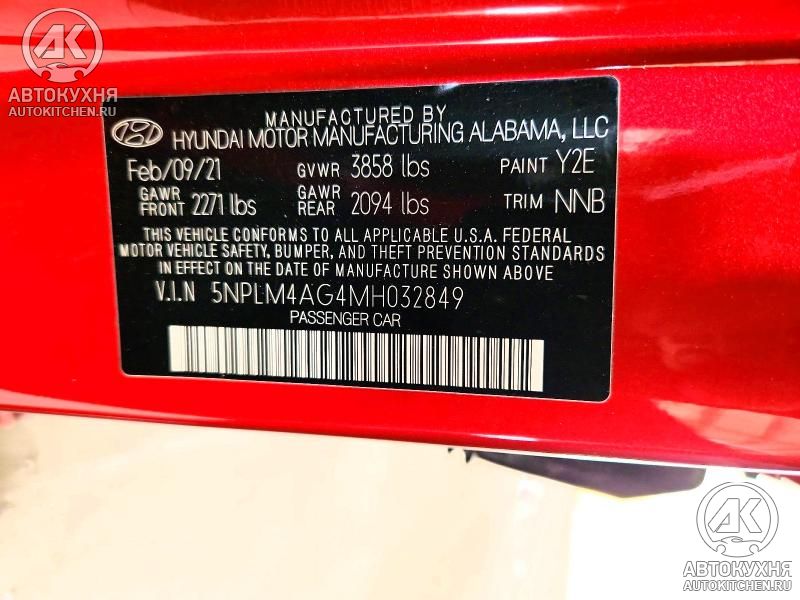 АК
АВТОКУХНЯ
AUTOKITCHEN.RU
MANUFACTURED BY
HYUNDAI MOTOR MANUFACTURING ALABAMA, LLC
Feb/09/21 GVWR 3858 lbs PAINT Y2E
GAWR FRONT 2271 lbs GAWR REAR 2094 lbs TRIM NNB
THIS VEHICLE CONFORMS TO ALL APPLICABLE U.S.A. FEDERAL
MOTOR VEHICLE SAFETY, BUMPER, AND THEFT PREVENTION STANDARDS
IN EFFECT ON THE DATE OF MANUFACTURE SHOWN ABOVE.
V.I.N 5NPLM4AG4MH032849
PASSENGER CAR
АК
АВТОКУХНЯ
AUTOKITCHEN.RU